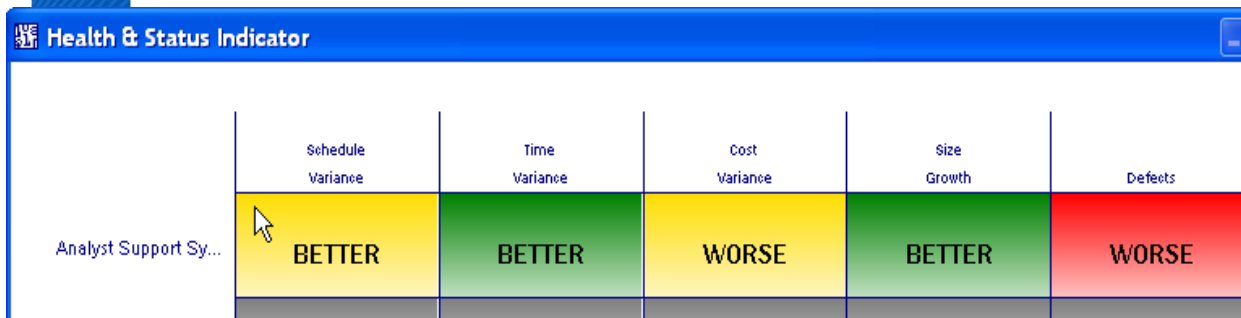 Health & Status Indicator
Schedule Variance
Time Variance
Cost Variance
Size Growth
Defects
Analyst Support Sy... BETTER BETTER WORSE BETTER WORSE